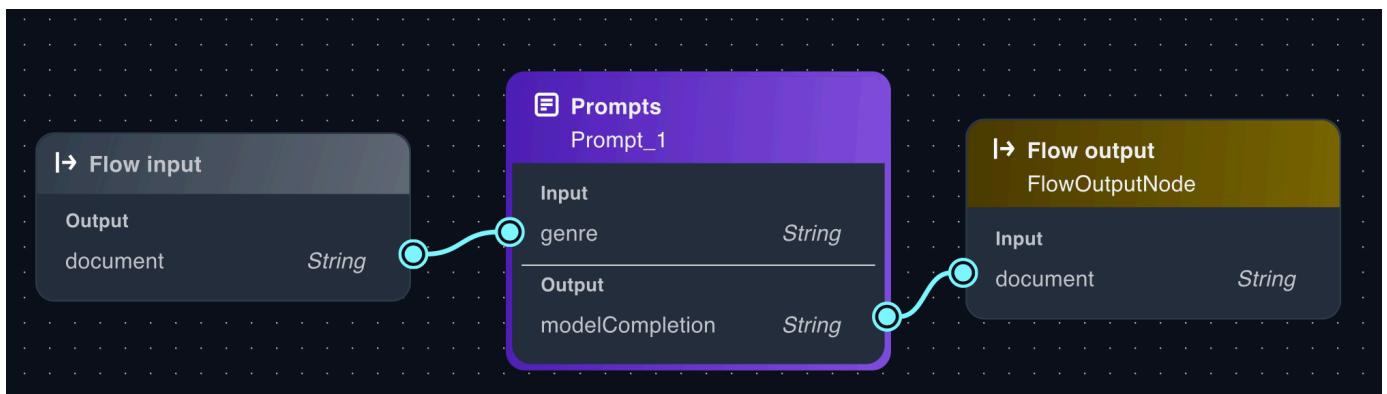 Flow input
Output
document String
Prompts
Prompt_1
Input
genre String
Output
modelCompletion String
Flow output
FlowOutputNode
Input
document String